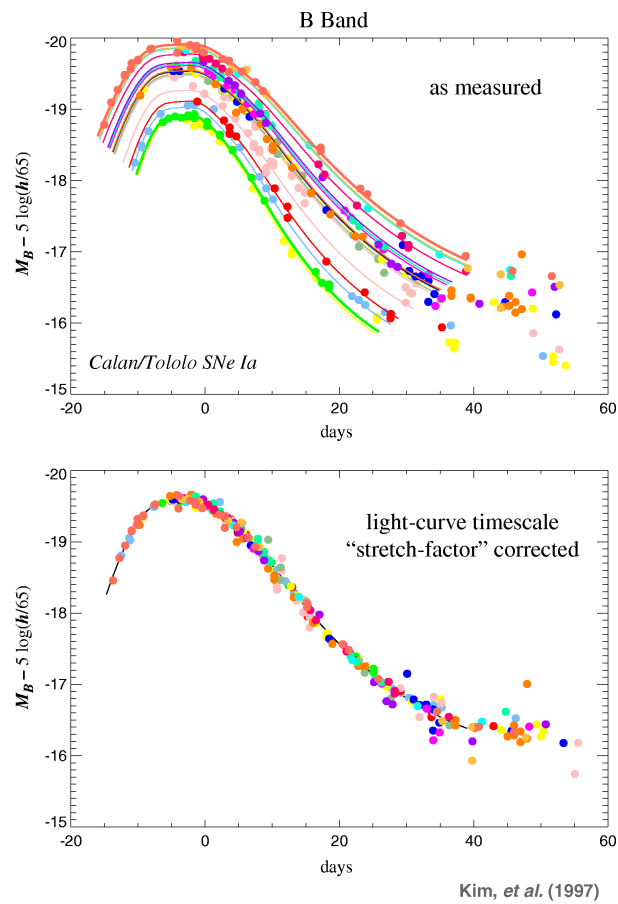 B Band
-20
as measured
-19
-18
-17
-16
-15
M_B – 5 log(h/65)
Calan/Tololo SNe Ia
-20 0 20 40 60
days
-20
light-curve timescale
“stretch-factor” corrected
-19
-18
-17
-16
-15
M_B – 5 log(h/65)
-20 0 20 40 60
days
Kim, et al. (1997)